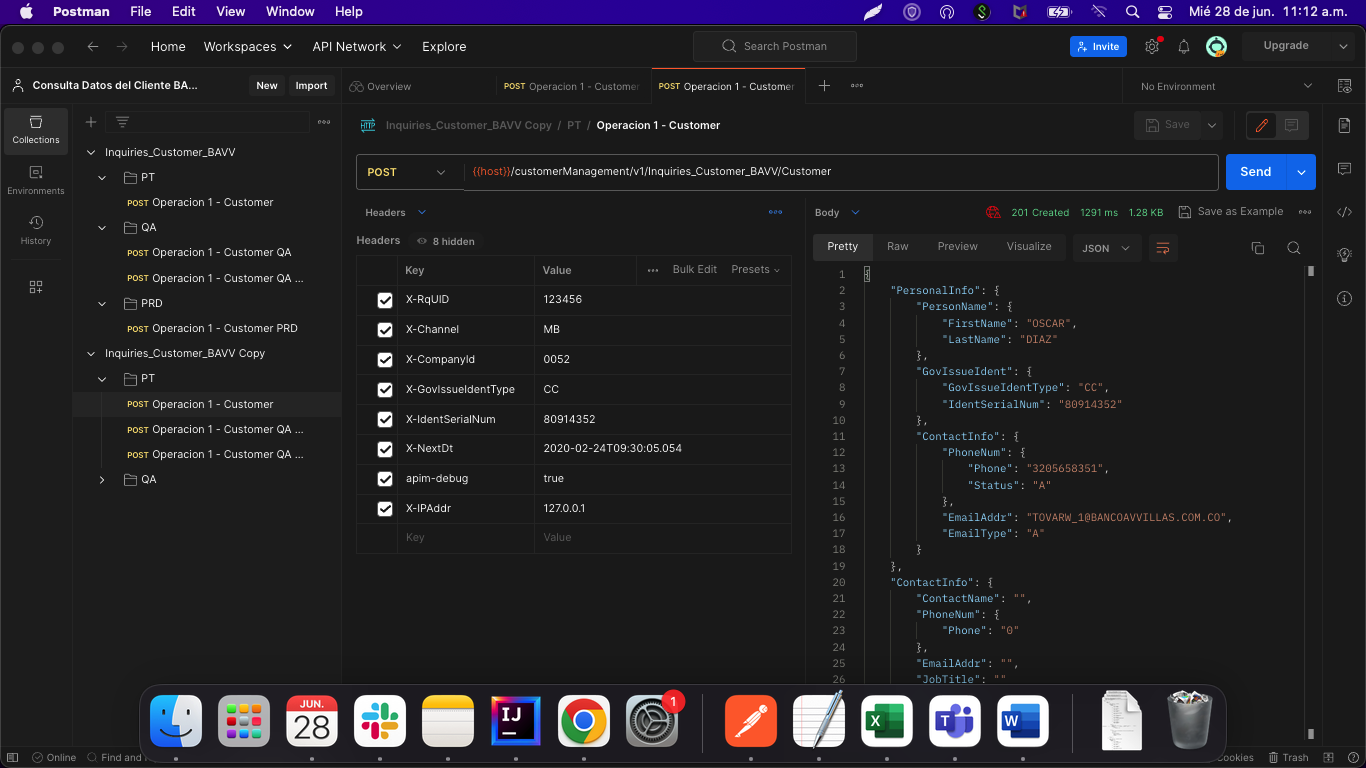 Postman File Edit View Window Help Mié 28 de jun. 11:12 a.m.
Home Workspaces API Network Explore Search Postman Invite Upgrade
Consulta Datos del Cliente BA... New Import Overview POST Operacion 1 - Customer POST Operacion 1 - Customer No Environment
Collections
Environments
History
Inquiries_Customer_BAVV
PT
POST Operacion 1 - Customer
QA
POST Operacion 1 - Customer QA
POST Operacion 1 - Customer QA ...
PRD
POST Operacion 1 - Customer PRD
Inquiries_Customer_BAVV Copy
PT
POST Operacion 1 - Customer
POST Operacion 1 - Customer QA ...
POST Operacion 1 - Customer QA ...
QA
HTTP Inquiries_Customer_BAVV Copy / PT / Operacion 1 - Customer Save
POST {{host}}/customerManagement/v1/Inquiries_Customer_BAVV/Customer Send
Headers
Headers 8 hidden
Key Value ... Bulk Edit Presets
X-RqUID 123456
X-Channel MB
X-CompanyId 0052
X-GovIssueIdentType CC
X-IdentSerialNum 80914352
X-NextDt 2020-02-24T09:30:05.054
apim-debug true
X-IPAddr 127.0.0.1
Key Value
Body 201 Created 1291 ms 1.28 KB Save as Example
Pretty Raw Preview Visualize JSON
1 {
2 "PersonalInfo": {
3 "PersonName": {
4 "FirstName": "OSCAR",
5 "LastName": "DIAZ"
6 },
7 "GovIssueIdent": {
8 "GovIssueIdentType": "CC",
9 "IdentSerialNum": "80914352"
10 },
11 "ContactInfo": {
12 "PhoneNum": {
13 "Phone": "3205658351",
14 "Status": "A"
15 },
16 "EmailAddr": "TOVARW_1@BANCOAVVILLAS.COM.CO",
17 "EmailType": "A"
18 }
19 },
20 "ContactInfo": {
21 "ContactName": "",
22 "PhoneNum": {
23 "Phone": "0"
24 },
25 "EmailAddr": "",
26 "JobTitle": ""
JUN.
28
IJ
1
X
T
W
Online Find and Cookies Trash